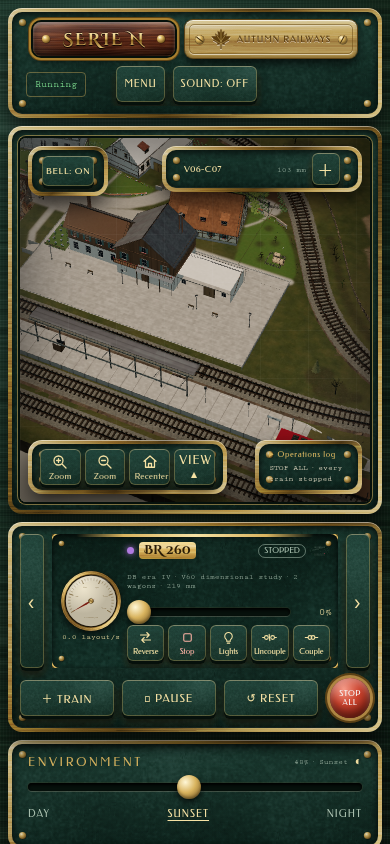 SERIE N
AUTUMN RAILWAYS
Running
MENU
SOUND: OFF
BELL: ON
V06-C07
103 mm
+
VIEW
▲
Zoom
Zoom
Recenter
Operations log
STOP ALL · every
train stopped
BR 260
STOPPED
DB era IV · V60 dimensional study · 2
wagons · 219 mm
0%
0.0 layout/s
Reverse
Stop
Lights
Uncouple
Couple
+ TRAIN
PAUSE
↺ RESET
STOP
ALL
ENVIRONMENT
48% · Sunset
DAY
SUNSET
NIGHT